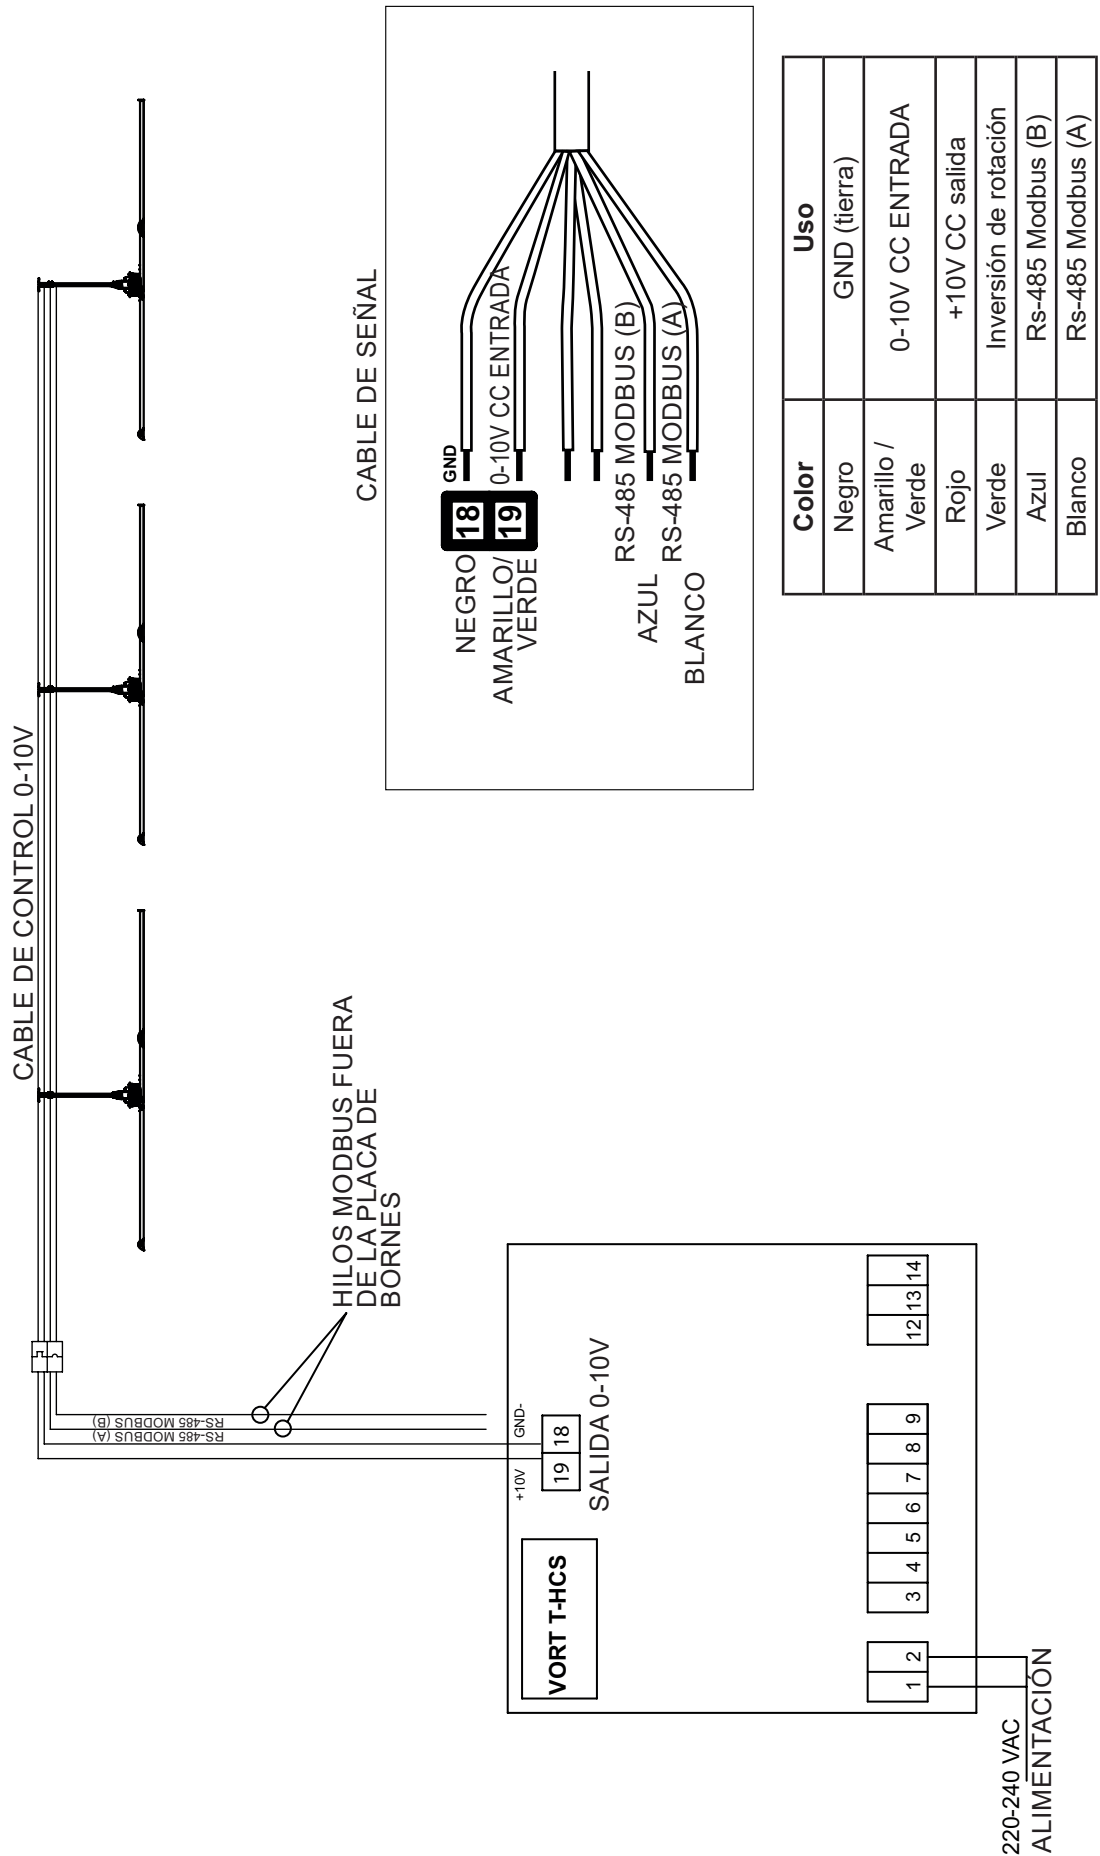 CABLE DE CONTROL 0-10V
RS-485 MODBUS (B)
RS-485 MODBUS (A)
HILOS MODBUS FUERA
DE LA PLACA DE
BORNES
+10V
GND-
19
18
SALIDA 0-10V
VORT T-HCS
1
2
3
4
5
6
7
8
9
12
13
14
220-240 VAC
ALIMENTACIÓN
CABLE DE SEÑAL
NEGRO
18
GND
AMARILLO/
VERDE
19
0-10V CC ENTRADA
RS-485 MODBUS (B)
AZUL
RS-485 MODBUS (A)
BLANCO
Color Uso
Negro GND (tierra)
Amarillo /
Verde 0-10V CC ENTRADA
Rojo +10V CC salida
Verde Inversión de rotación
Azul Rs-485 Modbus (B)
Blanco Rs-485 Modbus (A)